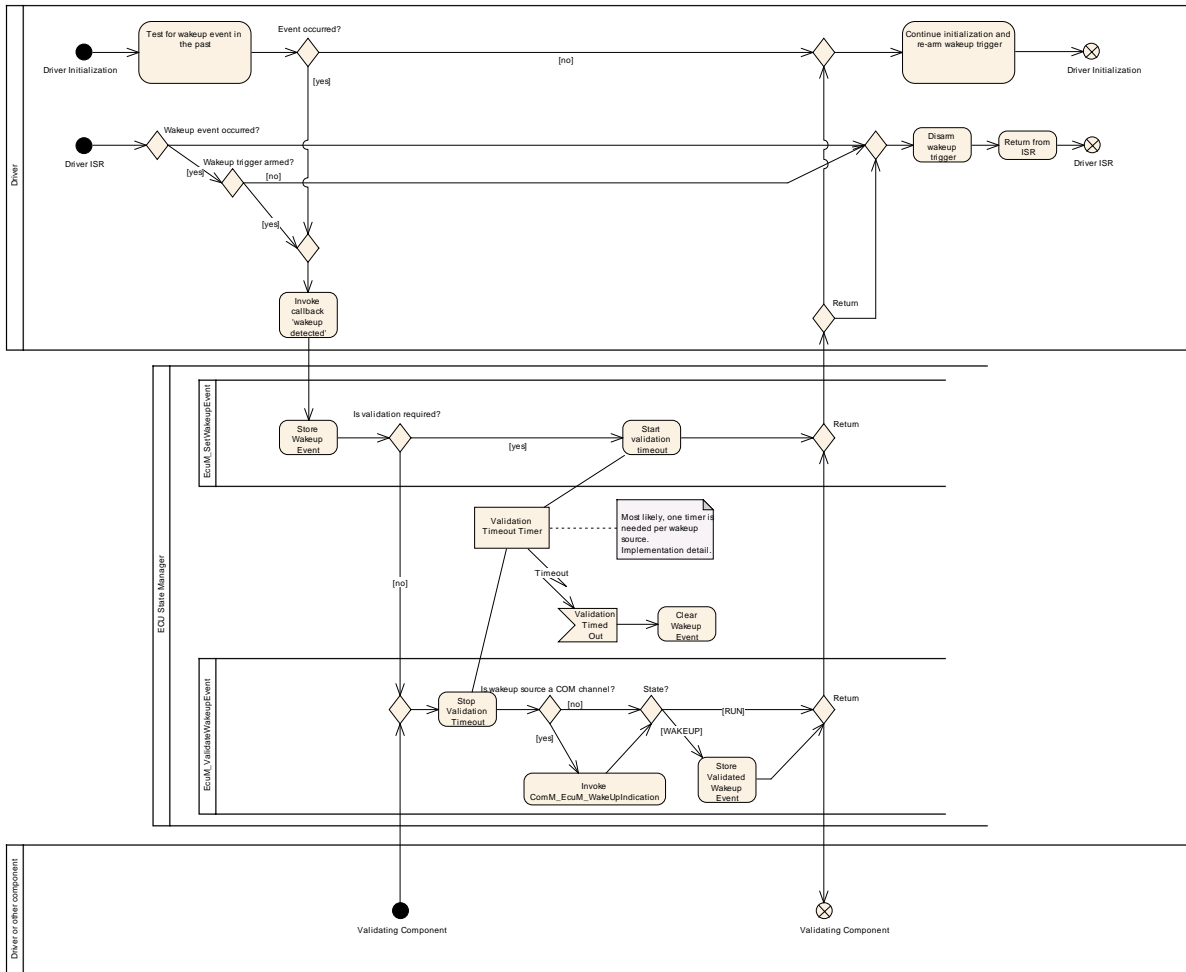 Test for wakeup event in
the past
Event occurred?
Continue initialization and
re-arm wakeup trigger
Driver Initialization
[no]
Driver Initialization
[yes]
Wakeup event occurred?
Driver ISR
[yes]
Wakeup trigger armed?
[no]
[yes]
Disarm
wakeup
trigger
Return from
ISR
Driver ISR
Driver
Invoke
callback
'wakeup
detected'
Return
EcuM_SetWakeupEvent
Store
Wakeup
Event
Is validation required?
[yes]
Start
validation
timeout
Return
ECU State Manager
Validation
Timeout Timer
Most likely, one timer is
needed per wakeup
source.
Implementation detail.
[no]
Timeout
Validation
Timed
Out
Clear
Wakeup
Event
EcuM_ValidateWakeupEvent
Stop
Validation
Timeout
Is wakeup source a COM channel?
[no]
[yes]
State?
[RUN]
[WAKEUP]
Return
Invoke
ComM_EcuM_WakeUpIndication
Store
Validated
Wakeup
Event
Driver or other component
Validating Component
Validating Component